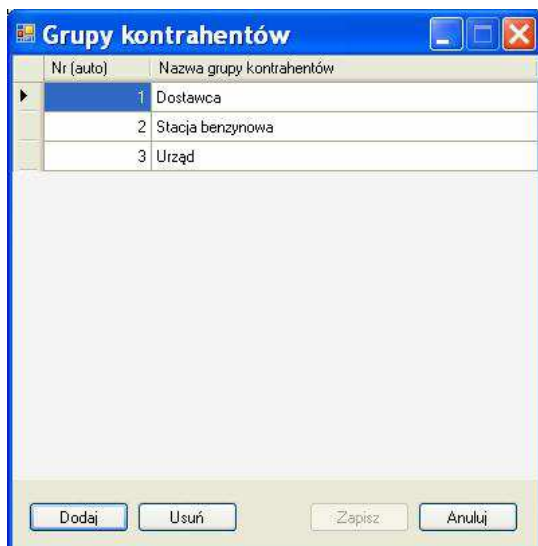 Grupy kontrahentów
Nr (auto) Nazwa grupy kontrahentów
1 Dostawca
2 Stacja benzynowa
3 Urząd
Dodaj Usuń Zapisz Anuluj